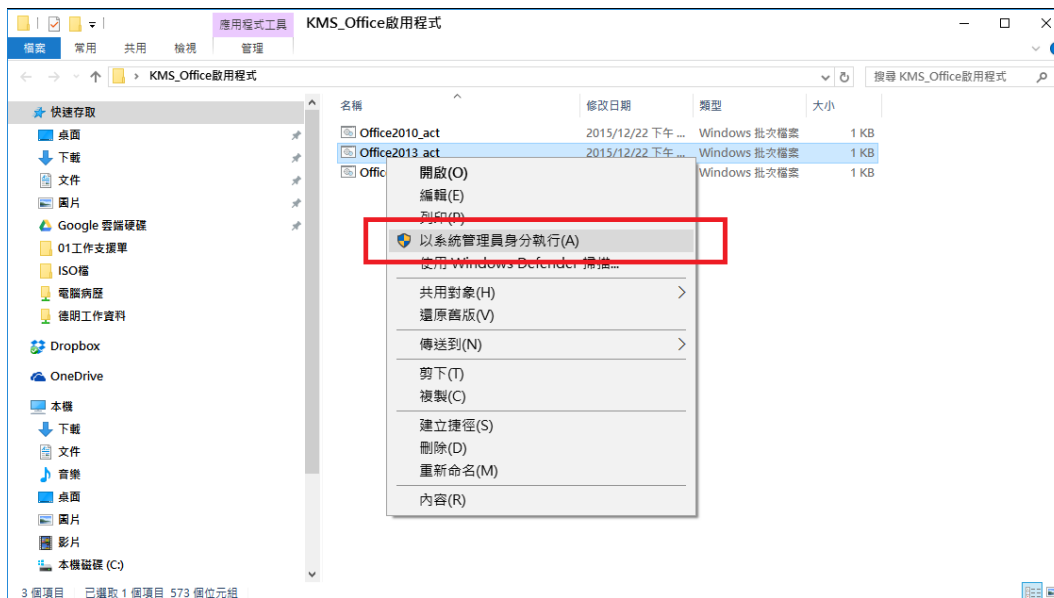 應用程式工具 KMS_Office啟用程式
檔案 常用 共用 檢視 管理
KMS_Office啟用程式 搜尋 KMS_Office啟用程式
名稱 修改日期 類型 大小
快速存取
桌面
下載
文件
圖片
Google 雲端硬碟
01工作支援單
ISO檔
電腦病歷
德明工作資料
Dropbox
OneDrive
本機
下載
文件
音樂
桌面
圖片
影片
本機磁碟 (C:)
Office2010_act 2015/12/22 下午 ... Windows 批次檔案 1 KB
Office2013_act 2015/12/22 下午 ... Windows 批次檔案 1 KB
Offic Windows 批次檔案 1 KB
開啟(O)
編輯(E)
列印(P)
以系統管理員身分執行(A)
使用 Windows Defender 掃描...
共用對象(H)
還原舊版(V)
傳送到(N)
剪下(T)
複製(C)
建立捷徑(S)
刪除(D)
重新命名(M)
內容(R)
3 個項目 已選取 1 個項目 573 個位元組